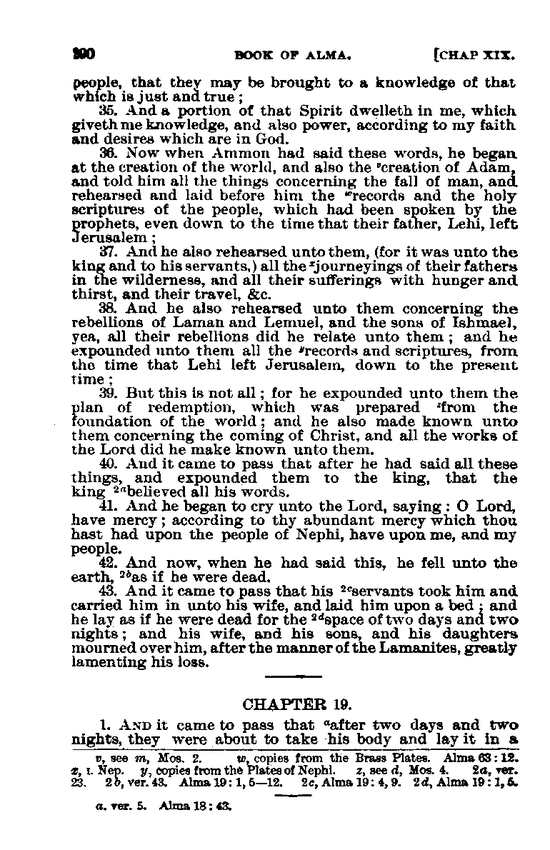 290 BOOK OF ALMA. [CHAP XIX.
people, that they may be brought to a knowledge of that
which is just and true;
35. And a portion of that Spirit dwelleth in me, which
giveth me knowledge, and also power, according to my faith
and desires which are in God.
36. Now when Ammon had said these words, he began
at the creation of the world, and also the ᵛcreation of Adam,
and told him all the things concerning the fall of man, and
rehearsed and laid before him the ʷrecords and the holy
scriptures of the people, which had been spoken by the
prophets, even down to the time that their father, Lehi, left
Jerusalem;
37. And he also rehearsed unto them, (for it was unto the
king and to his servants,) all the ˣjourneyings of their fathers
in the wilderness, and all their sufferings with hunger and
thirst, and their travel, &c.
38. And he also rehearsed unto them concerning the
rebellions of Laman and Lemuel, and the sons of Ishmael,
yea, all their rebellions did he relate unto them; and he
expounded unto them all the ʸrecords and scriptures, from
the time that Lehi left Jerusalem, down to the present
time;
39. But this is not all; for he expounded unto them the
plan of redemption, which was prepared ᶻfrom the
foundation of the world; and he also made known unto
them concerning the coming of Christ, and all the works of
the Lord did he make known unto them.
40. And it came to pass that after he had said all these
things, and expounded them to the king, that the
king ²ᵃbelieved all his words.
41. And he began to cry unto the Lord, saying: O Lord,
have mercy; according to thy abundant mercy which thou
hast had upon the people of Nephi, have upon me, and my
people.
42. And now, when he had said this, he fell unto the
earth, ²ᵇas if he were dead.
43. And it came to pass that his ²ᶜservants took him and
carried him in unto his wife, and laid him upon a bed; and
he lay as if he were dead for the ²ᵈspace of two days and two
nights; and his wife, and his sons, and his daughters
mourned over him, after the manner of the Lamanites, greatly
lamenting his loss.
CHAPTER 19.
1. AND it came to pass that ᵃafter two days and two
nights, they were about to take his body and lay it in a
v, see m, Mos. 2. w, copies from the Brass Plates. Alma 63:12.
x, 1. Nep. y, copies from the Plates of Nephi. z, see d, Mos. 4. 2a, ver.
23. 2b, ver. 43. Alma 19:1, 5—12. 2c, Alma 19:4, 9. 2d, Alma 19:1, 5.
a. ver. 5. Alma 18:43.